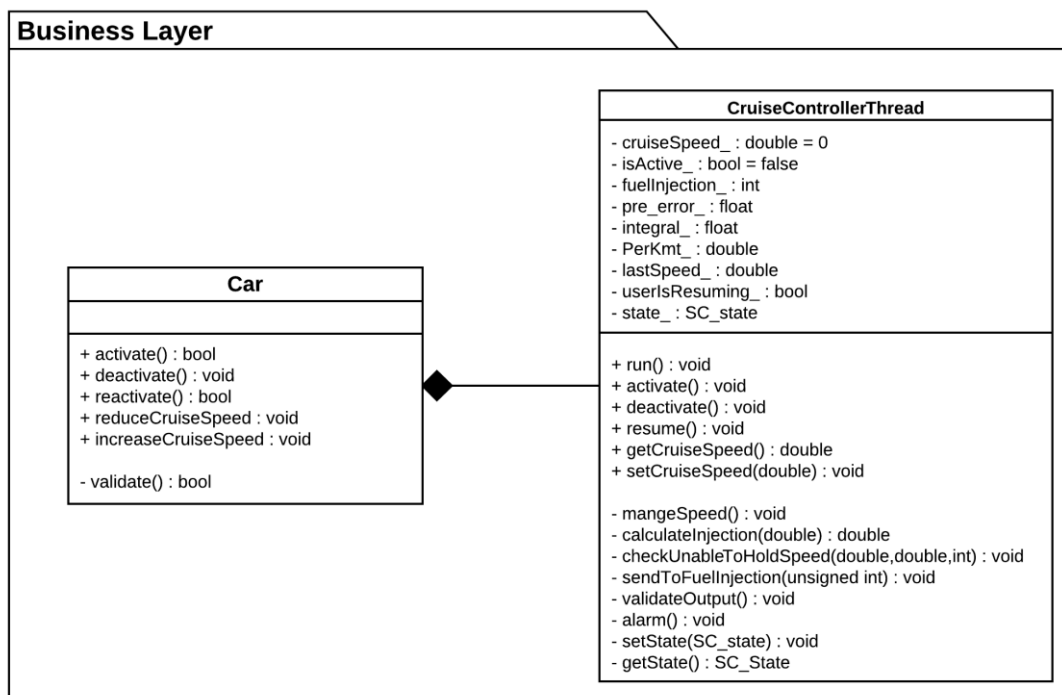 Business Layer
Car
+ activate() : bool
+ deactivate() : void
+ reactivate() : bool
+ reduceCruiseSpeed : void
+ increaseCruiseSpeed : void
- validate() : bool
CruiseControllerThread
- cruiseSpeed_ : double = 0
- isActive_ : bool = false
- fuelInjection_ : int
- pre_error_ : float
- integral_ : float
- PerKmt_ : double
- lastSpeed_ : double
- userIsResuming_ : bool
- state_ : SC_state
+ run() : void
+ activate() : void
+ deactivate() : void
+ resume() : void
+ getCruiseSpeed() : double
+ setCruiseSpeed(double) : void
- mangeSpeed() : void
- calculateInjection(double) : double
- checkUnableToHoldSpeed(double,double,int) : void
- sendToFuelInjection(unsigned int) : void
- validateOutput() : void
- alarm() : void
- setState(SC_state) : void
- getState() : SC_State